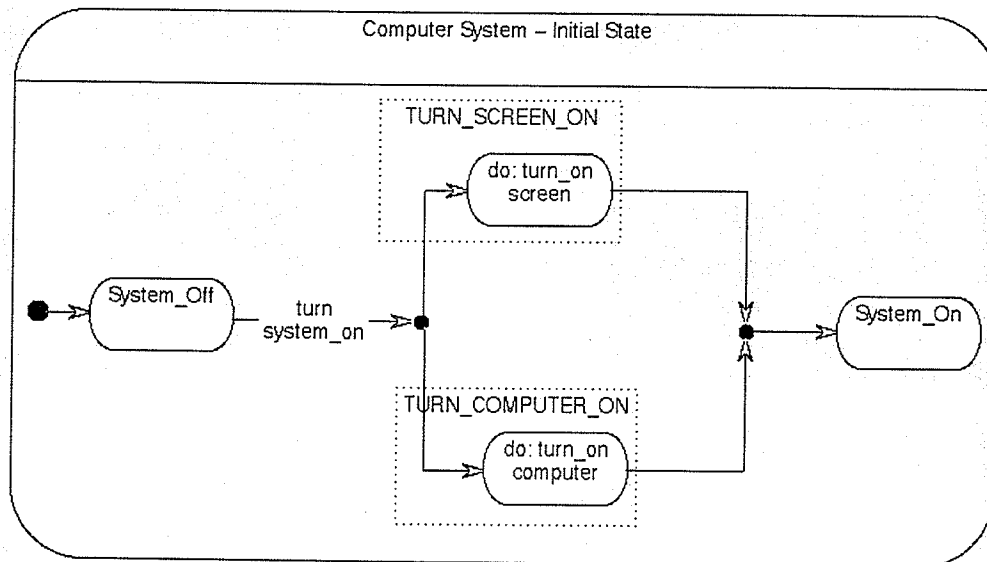 Computer System – Initial State
TURN_SCREEN_ON
do: turn_on
screen
System_Off
turn
system_on
System_On
TURN_COMPUTER_ON
do: turn_on
computer